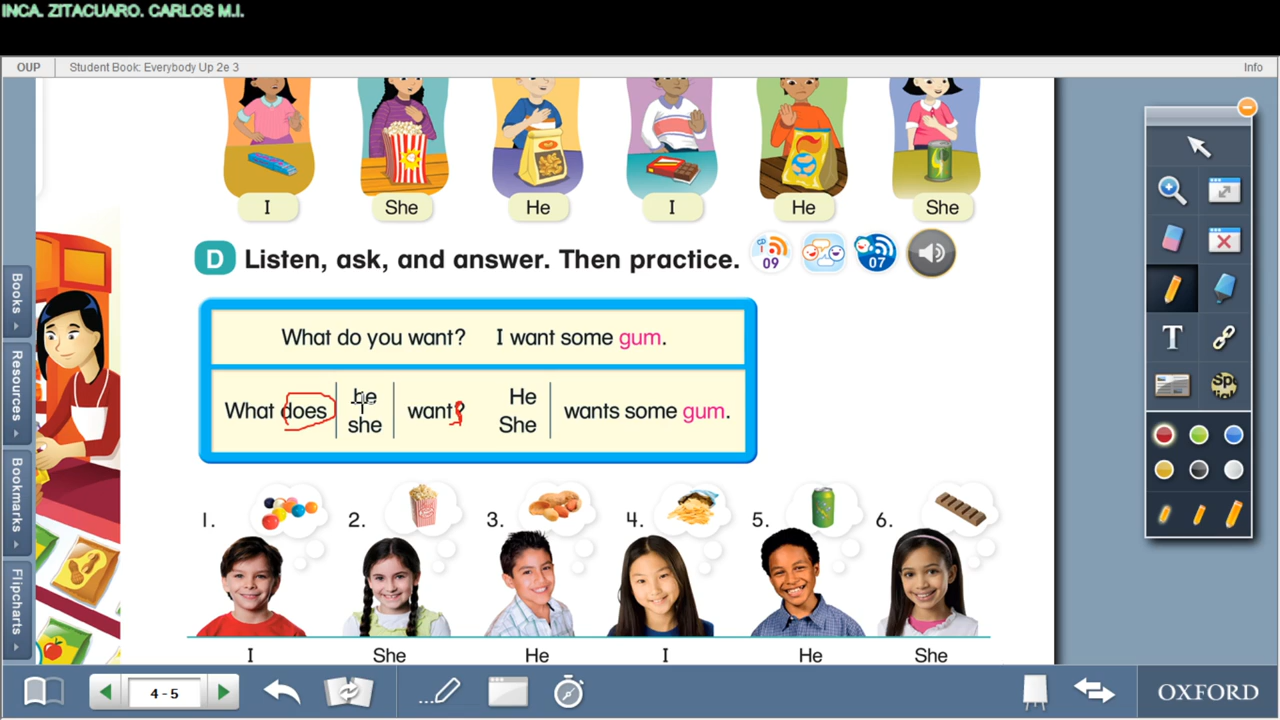 INCA. ZITACUARO. CARLOS M.I.
OUP Student Book: Everybody Up 2e 3 Info
I She He I He She
D Listen, ask, and answer. Then practice. CD 1 09 07
What do you want? I want some gum.
What does he she want? He She wants some gum.
1. 2. 3. 4. 5. 6.
I She He I He She
Books
Resources
Bookmarks
Flipcharts
T
Sp
4 - 5
OXFORD